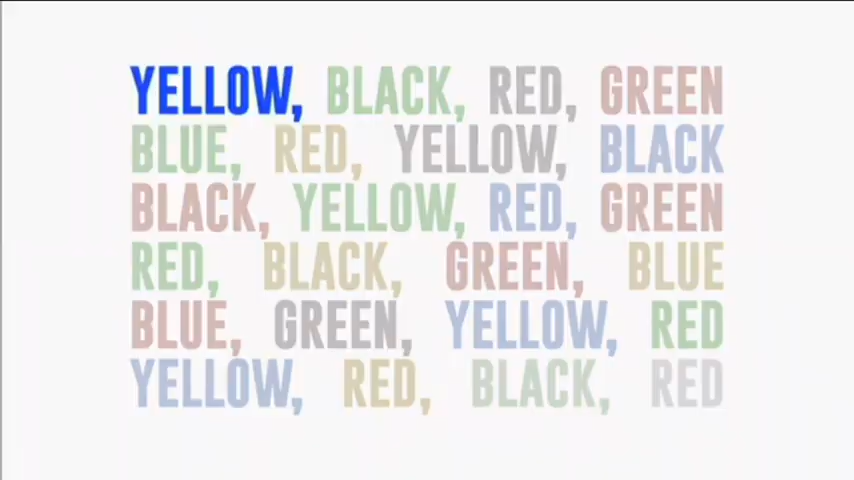 YELLOW, BLACK, RED, GREEN
BLUE, RED, YELLOW, BLACK
BLACK, YELLOW, RED, GREEN
RED, BLACK, GREEN, BLUE
BLUE, GREEN, YELLOW, RED
YELLOW, RED, BLACK, RED